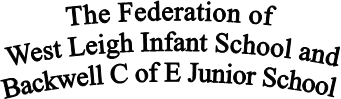 The Federation of
West Leigh Infant School and
Backwell C of E Junior School